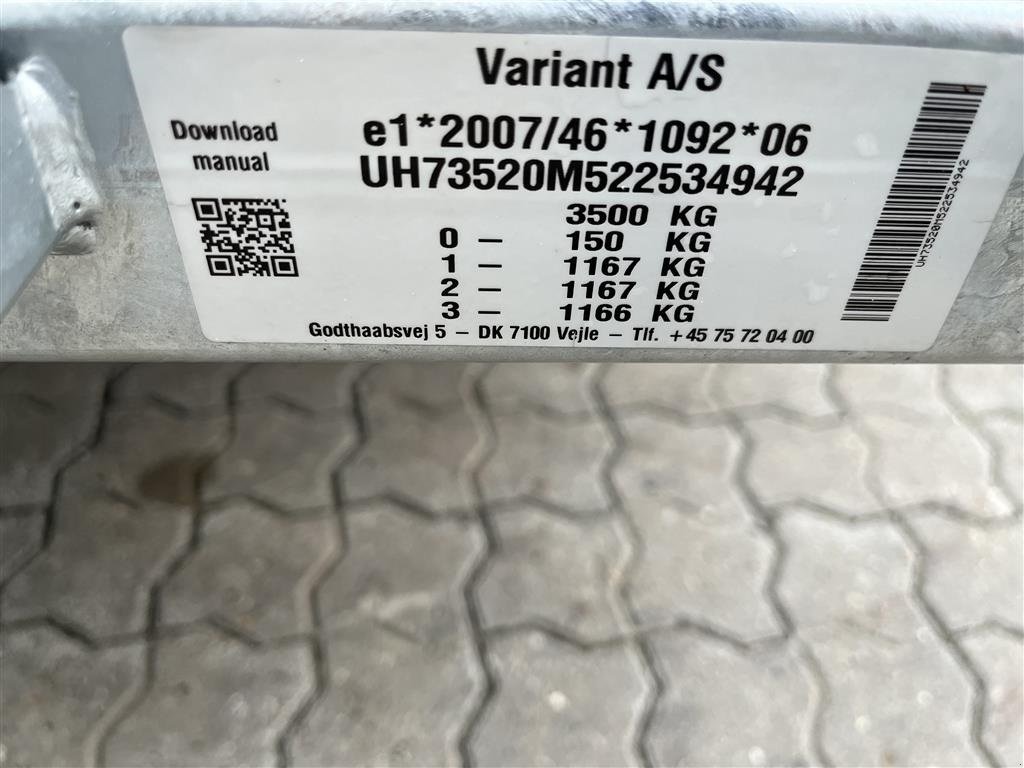 Variant A/S
Download
manual
e1*2007/46*1092*06
UH73520M522534942
3500 KG
0 – 150 KG
1 – 1167 KG
2 – 1167 KG
3 – 1166 KG
Godthaabsvej 5 – DK 7100 Vejle – Tlf. +45 75 72 04 00
UH73520M522534942